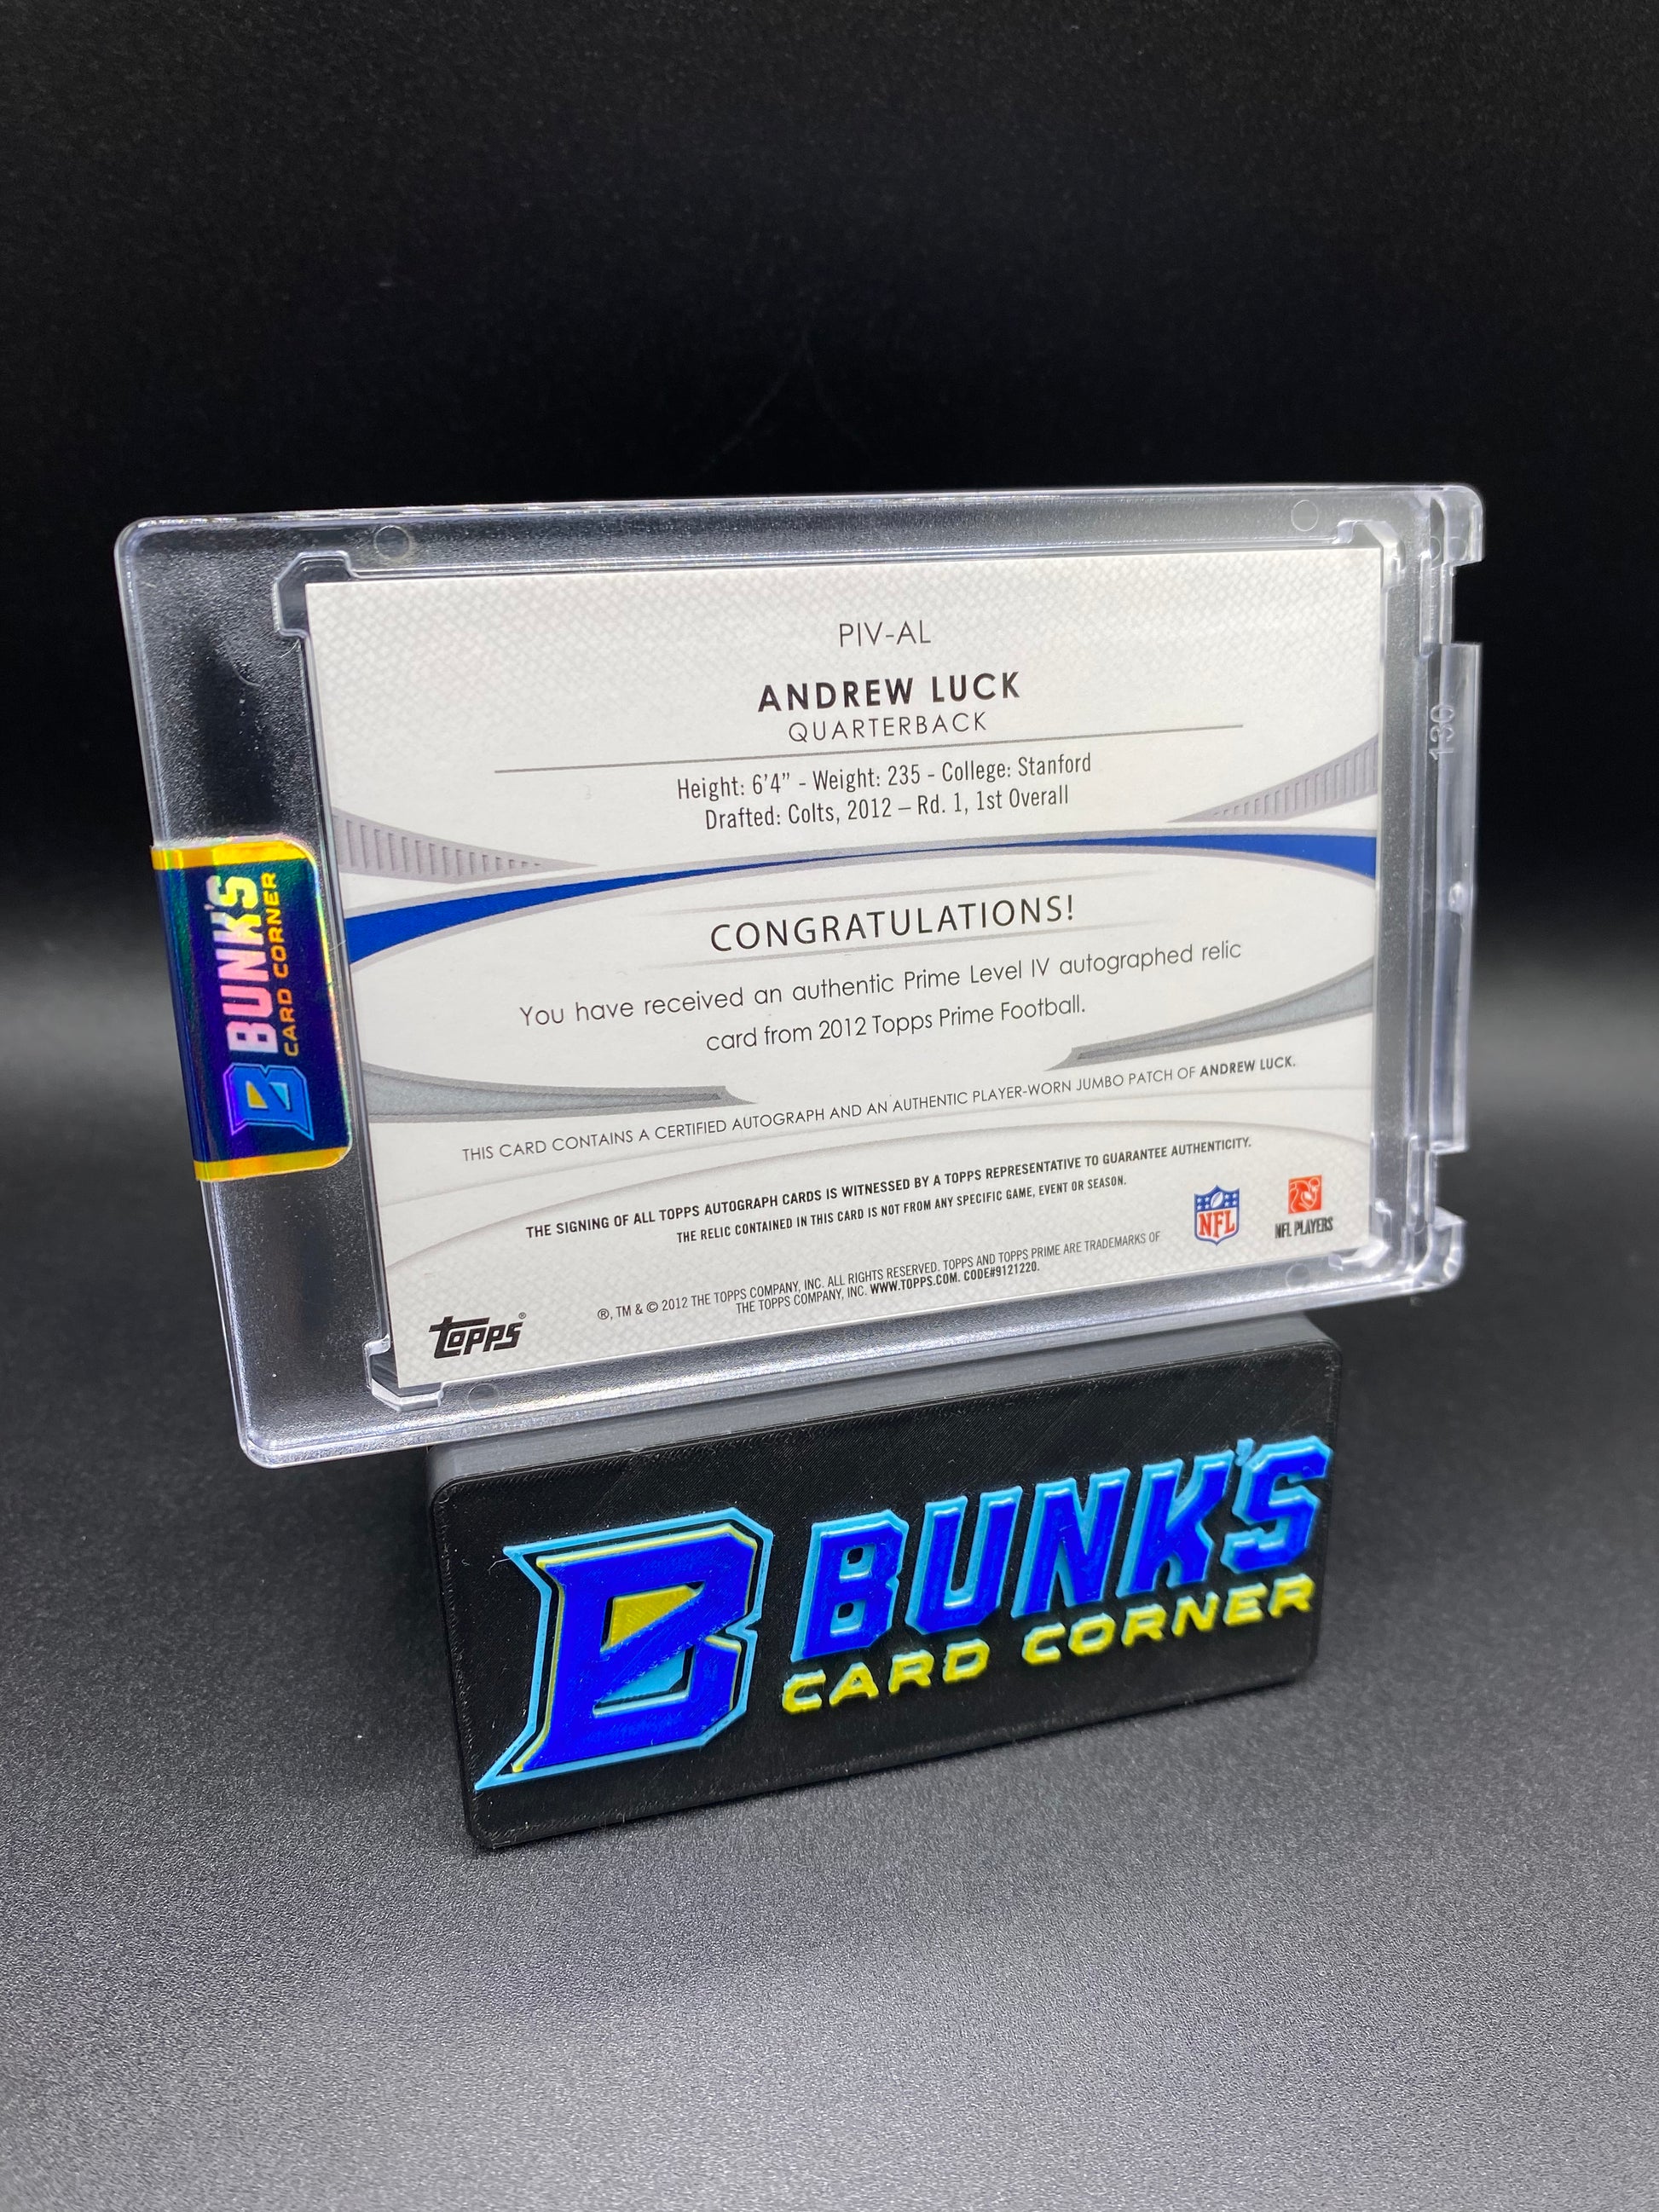 PIV-AL
ANDREW LUCK
QUARTERBACK
Height: 6'4" - Weight: 235 - College: Stanford
Drafted: Colts, 2012 – Rd. 1, 1st Overall
CONGRATULATIONS!
You have received an authentic Prime Level IV autographed relic
card from 2012 Topps Prime Football.
THIS CARD CONTAINS A CERTIFIED AUTOGRAPH AND AN AUTHENTIC PLAYER-WORN JUMBO PATCH OF ANDREW LUCK.
THE SIGNING OF ALL TOPPS AUTOGRAPH CARDS IS WITNESSED BY A TOPPS REPRESENTATIVE TO GUARANTEE AUTHENTICITY.
THE RELIC CONTAINED IN THIS CARD IS NOT FROM ANY SPECIFIC GAME, EVENT OR SEASON.
®, TM & © 2012 THE TOPPS COMPANY, INC. ALL RIGHTS RESERVED. TOPPS AND TOPPS PRIME ARE TRADEMARKS OF
THE TOPPS COMPANY, INC. WWW.TOPPS.COM. CODE#9121220.
Topps®
NFL
NFL PLAYERS
130
B BUNK'S
CARD CORNER
B BUNK'S
CARD CORNER